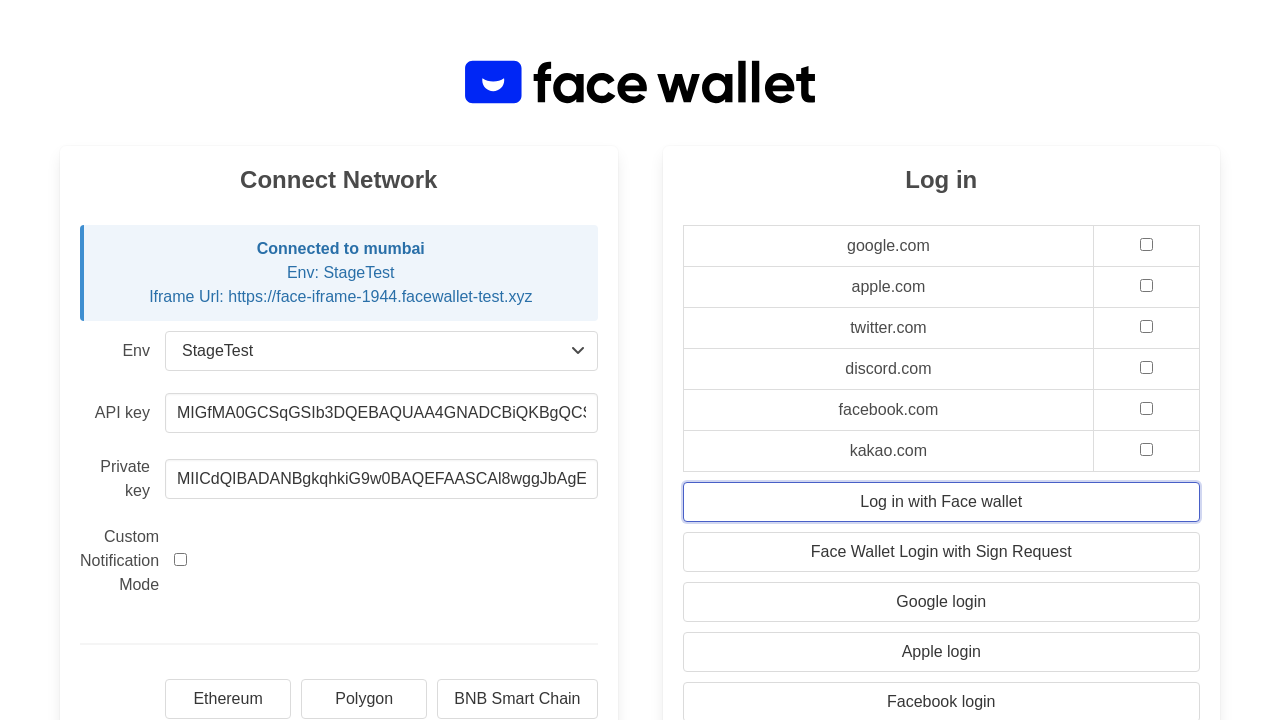 face wallet
Connect Network
Connected to mumbai
Env: StageTest
Iframe Url: https://face-iframe-1944.facewallet-test.xyz
Env
StageTest
API key
MIGfMA0GCSqGSIb3DQEBAQUAA4GNADCBiQKBgQC
Private
key
MIICdQIBADANBgkqhkiG9w0BAQEFAASCAl8wggJbAgE
Custom
Notification
Mode
Ethereum
Polygon
BNB Smart Chain
Log in
google.com
apple.com
twitter.com
discord.com
facebook.com
kakao.com
Log in with Face wallet
Face Wallet Login with Sign Request
Google login
Apple login
Facebook login